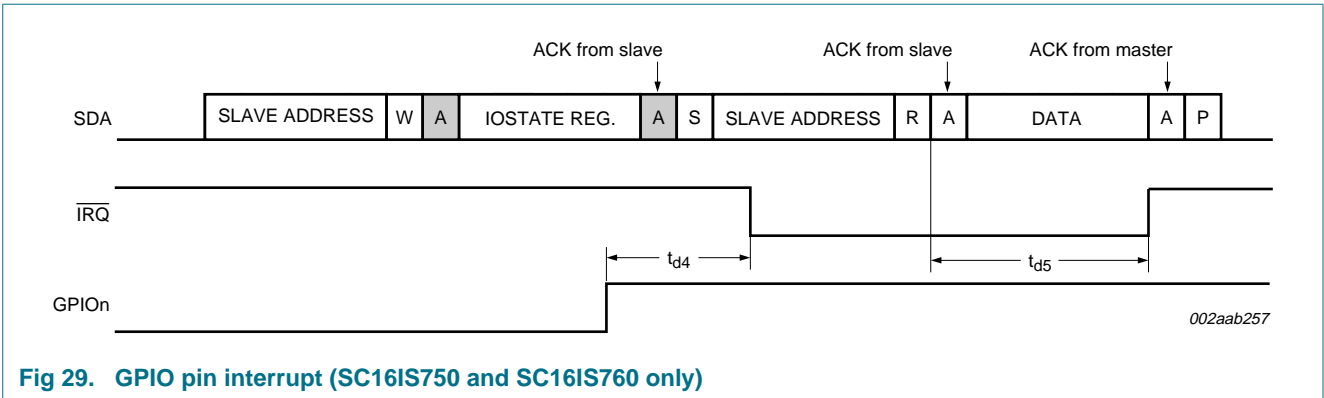 ACK from slave ACK from slave ACK from master
SDA SLAVE ADDRESS W A IOSTATE REG. A S SLAVE ADDRESS R A DATA A P
IRQ
td4 td5
GPIOn
002aab257
Fig 29. GPIO pin interrupt (SC16IS750 and SC16IS760 only)